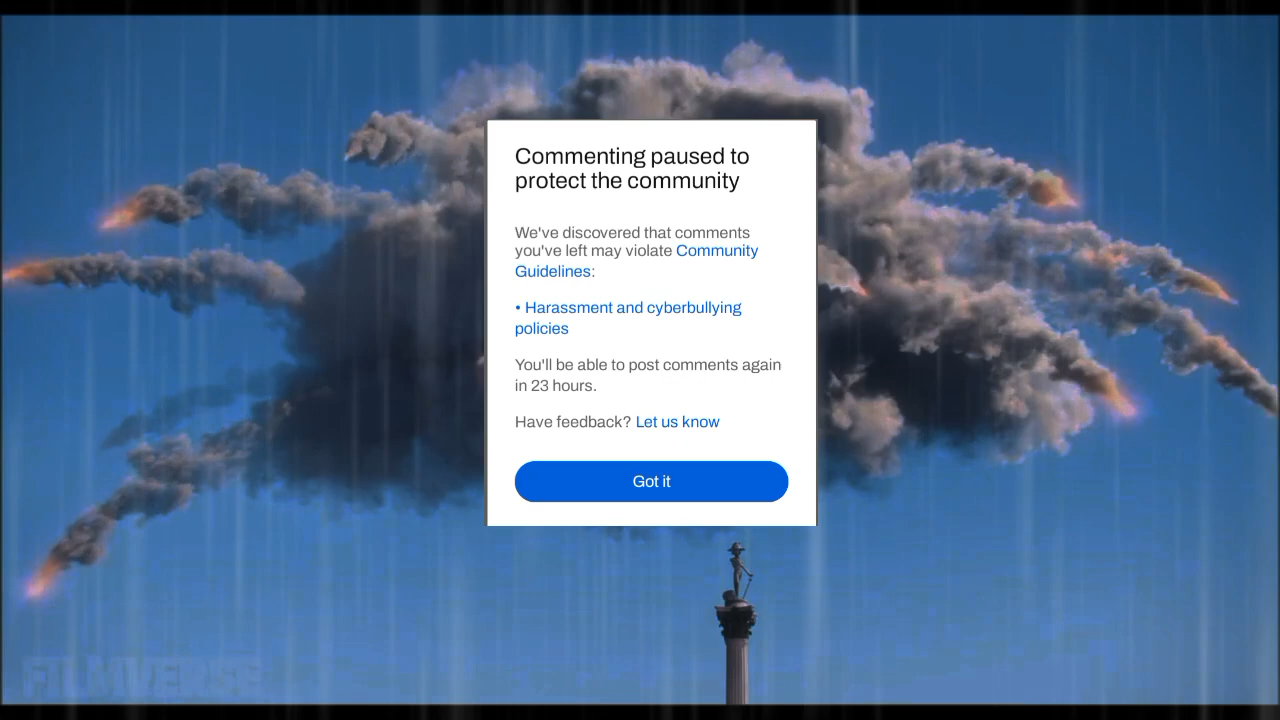 Commenting paused to
protect the community
We've discovered that comments
you've left may violate Community
Guidelines:
• Harassment and cyberbullying
policies
You'll be able to post comments again
in 23 hours.
Have feedback? Let us know
Got it
FILMVERSE